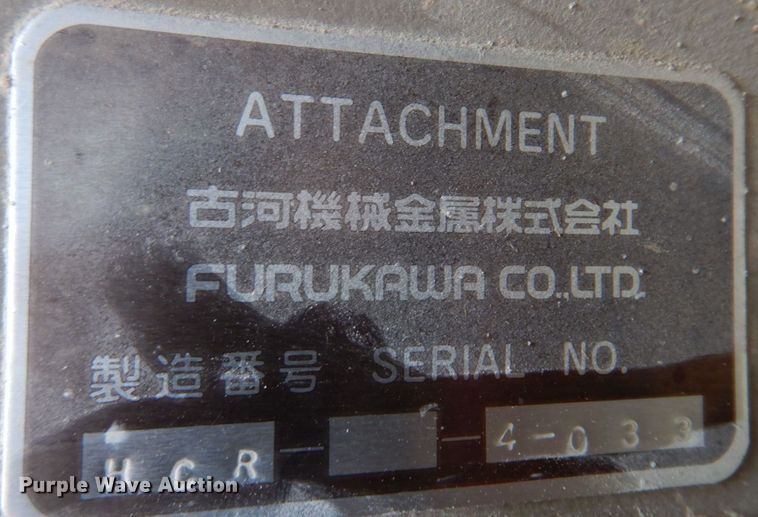 ATTACHMENT
古河機械金属株式会社
FURUKAWA CO.,LTD.
製造番号 SERIAL NO.
HCR - - 4-033
Purple Wave Auction